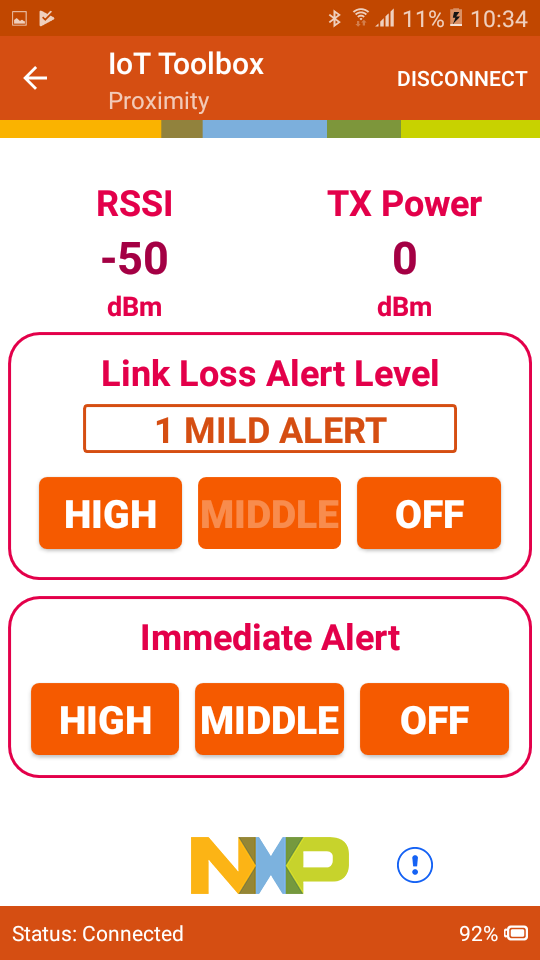 11% 10:34
IoT Toolbox
Proximity
DISCONNECT
RSSI
-50
dBm
TX Power
0
dBm
Link Loss Alert Level
1 MILD ALERT
HIGH MIDDLE OFF
Immediate Alert
HIGH MIDDLE OFF
NXP
Status: Connected 92%